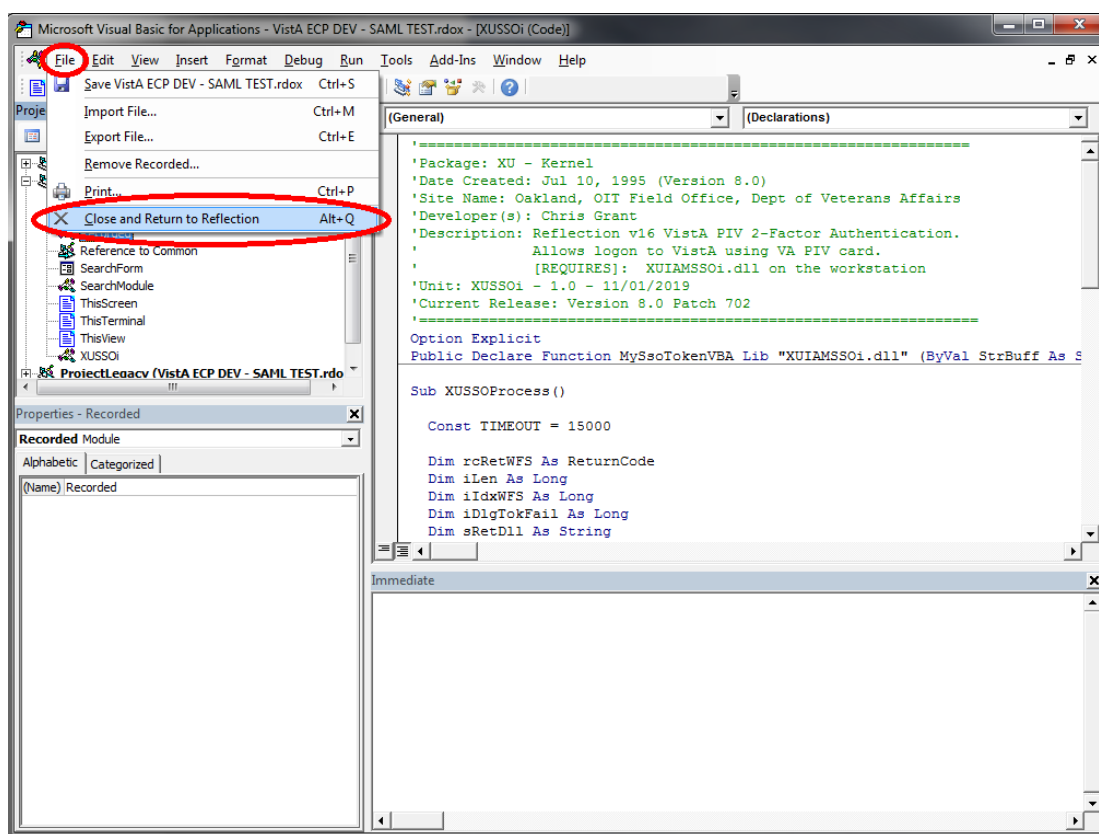 Microsoft Visual Basic for Applications - VistA ECP DEV - SAML TEST.rdox - [XUSSOi (Code)]
File Edit View Insert Format Debug Run Tools Add-Ins Window Help
Save VistA ECP DEV - SAML TEST.rdox Ctrl+S
Import File... Ctrl+M
Export File... Ctrl+E
Remove Recorded...
Print... Ctrl+P
Close and Return to Reflection Alt+Q
Proje
Reference to Common
SearchForm
SearchModule
ThisScreen
ThisTerminal
ThisView
XUSSOi
ProjectLegacy (VistA ECP DEV - SAML TEST.rdo
Properties - Recorded
Recorded Module
Alphabetic Categorized
(Name) Recorded
(General) (Declarations)
'================================================================
'Package: XU - Kernel
'Date Created: Jul 10, 1995 (Version 8.0)
'Site Name: Oakland, OIT Field Office, Dept of Veterans Affairs
'Developer(s): Chris Grant
'Description: Reflection v16 VistA PIV 2-Factor Authentication.
' Allows logon to VistA using VA PIV card.
' [REQUIRES]: XUIAMSSOi.dll on the workstation
'Unit: XUSSOi - 1.0 - 11/01/2019
'Current Release: Version 8.0 Patch 702
'=================================================================
Option Explicit
Public Declare Function MySsoTokenVBA Lib "XUIAMSSOi.dll" (ByVal StrBuff As S
Sub XUSSOProcess()
Const TIMEOUT = 15000
Dim rcRetWFS As ReturnCode
Dim iLen As Long
Dim iIdxWFS As Long
Dim iDlgTokFail As Long
Dim sRetDll As String
Immediate